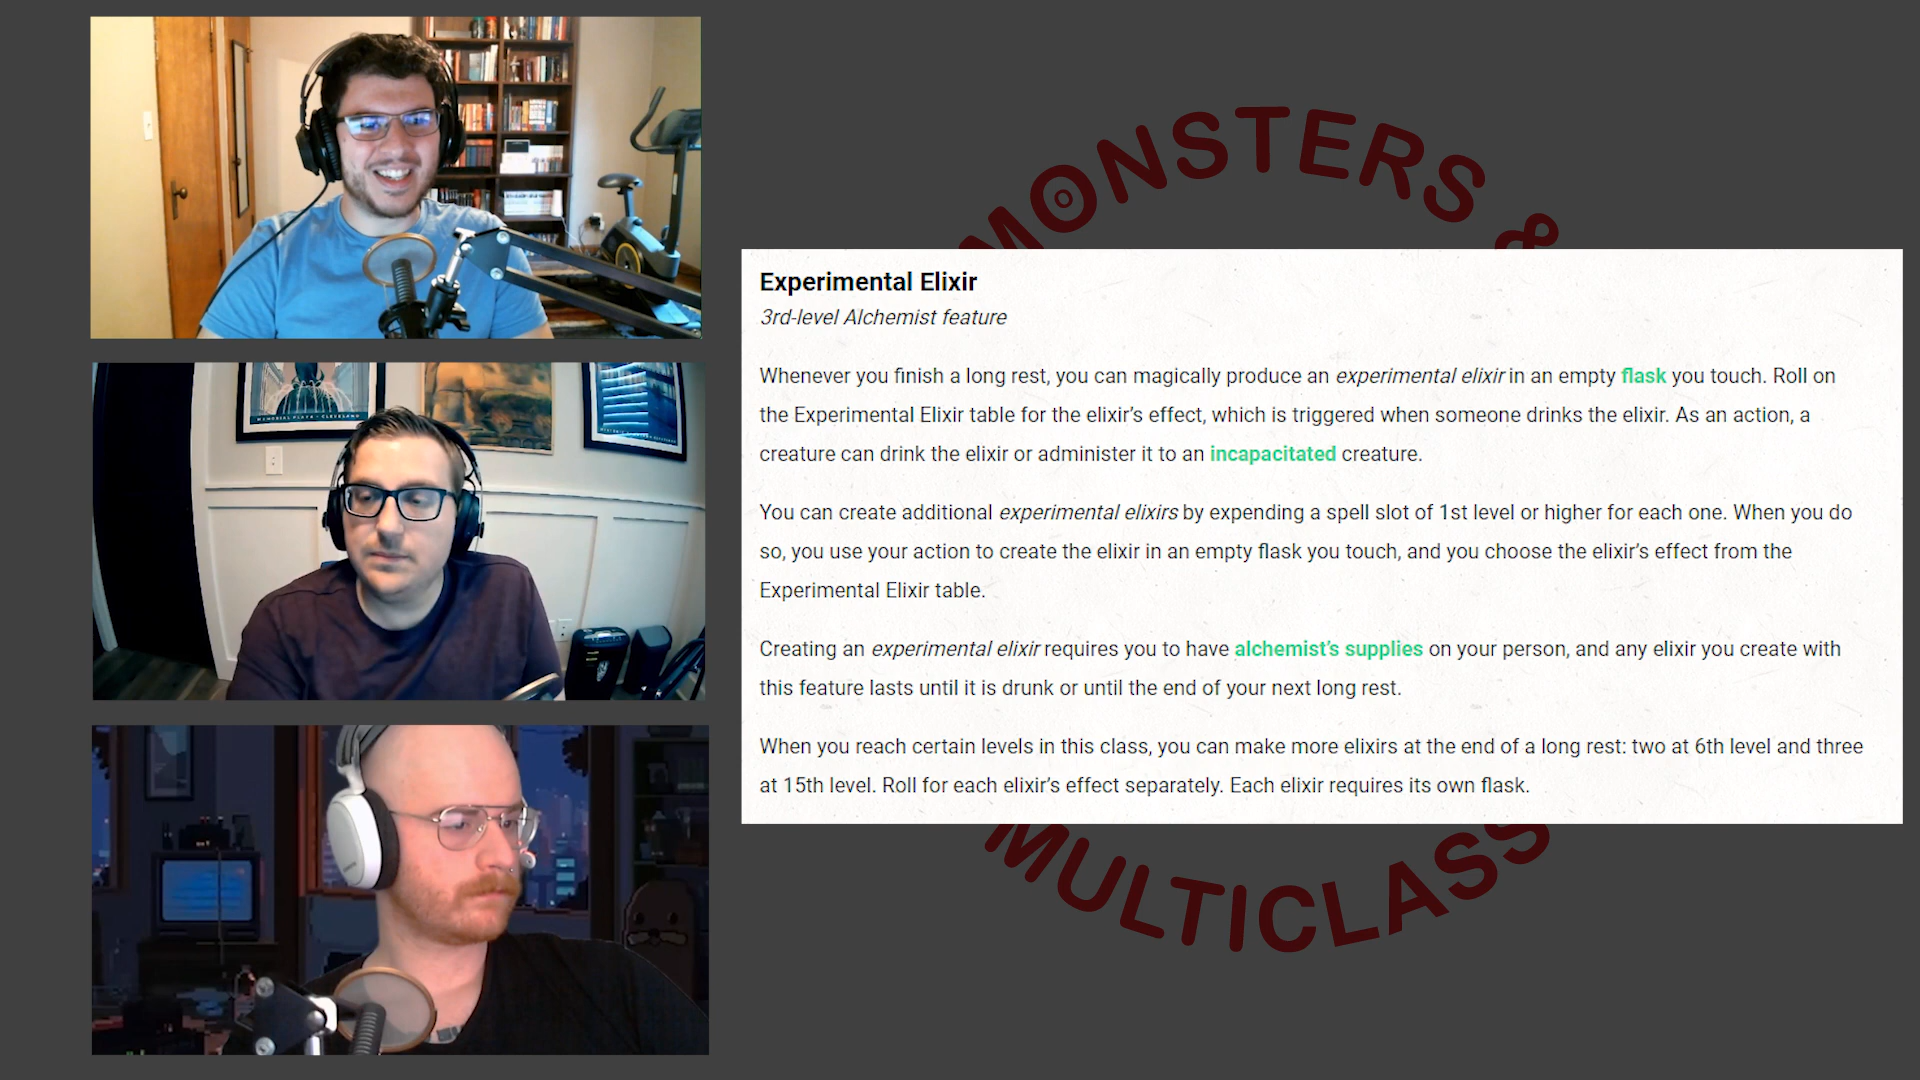 MONSTERS &
Experimental Elixir
3rd-level Alchemist feature
Whenever you finish a long rest, you can magically produce an experimental elixir in an empty flask you touch. Roll on
the Experimental Elixir table for the elixir’s effect, which is triggered when someone drinks the elixir. As an action, a
creature can drink the elixir or administer it to an incapacitated creature.
You can create additional experimental elixirs by expending a spell slot of 1st level or higher for each one. When you do
so, you use your action to create the elixir in an empty flask you touch, and you choose the elixir’s effect from the
Experimental Elixir table.
Creating an experimental elixir requires you to have alchemist’s supplies on your person, and any elixir you create with
this feature lasts until it is drunk or until the end of your next long rest.
When you reach certain levels in this class, you can make more elixirs at the end of a long rest: two at 6th level and three
at 15th level. Roll for each elixir’s effect separately. Each elixir requires its own flask.
MULTICLASS